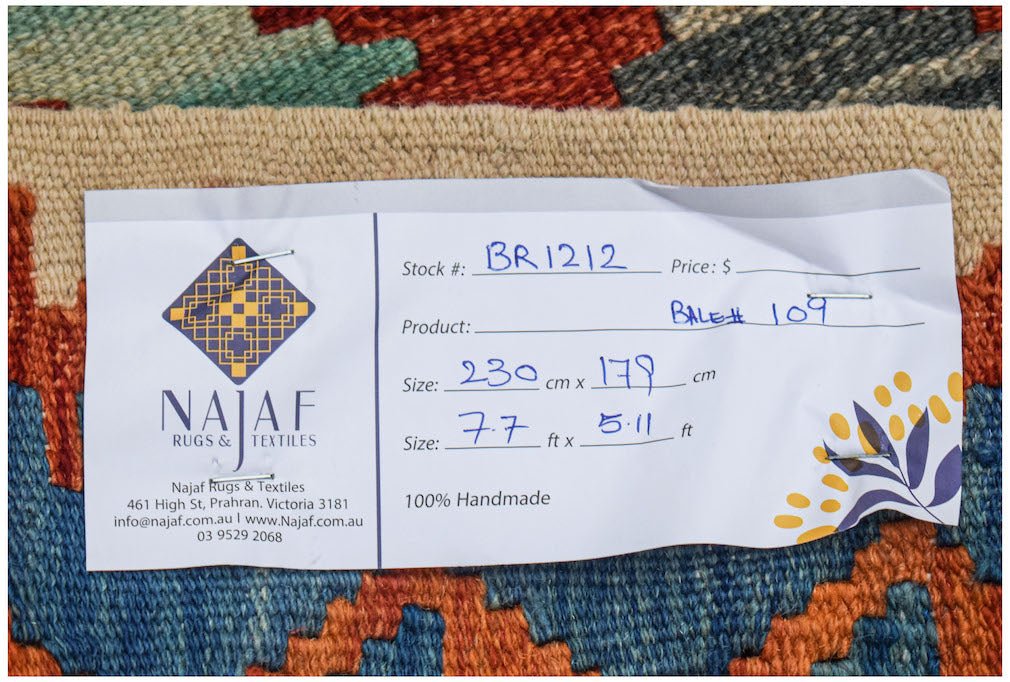 NAJAF
RUGS & TEXTILES
Najaf Rugs & Textiles
461 High St, Prahran. Victoria 3181
info@najaf.com.au | www.Najaf.com.au
03 9529 2068
Stock #: BR1212 Price: $
Product: BALE# 109
Size: 230 cm x 179 cm
Size: 7.7 ft x 5.11 ft
100% Handmade